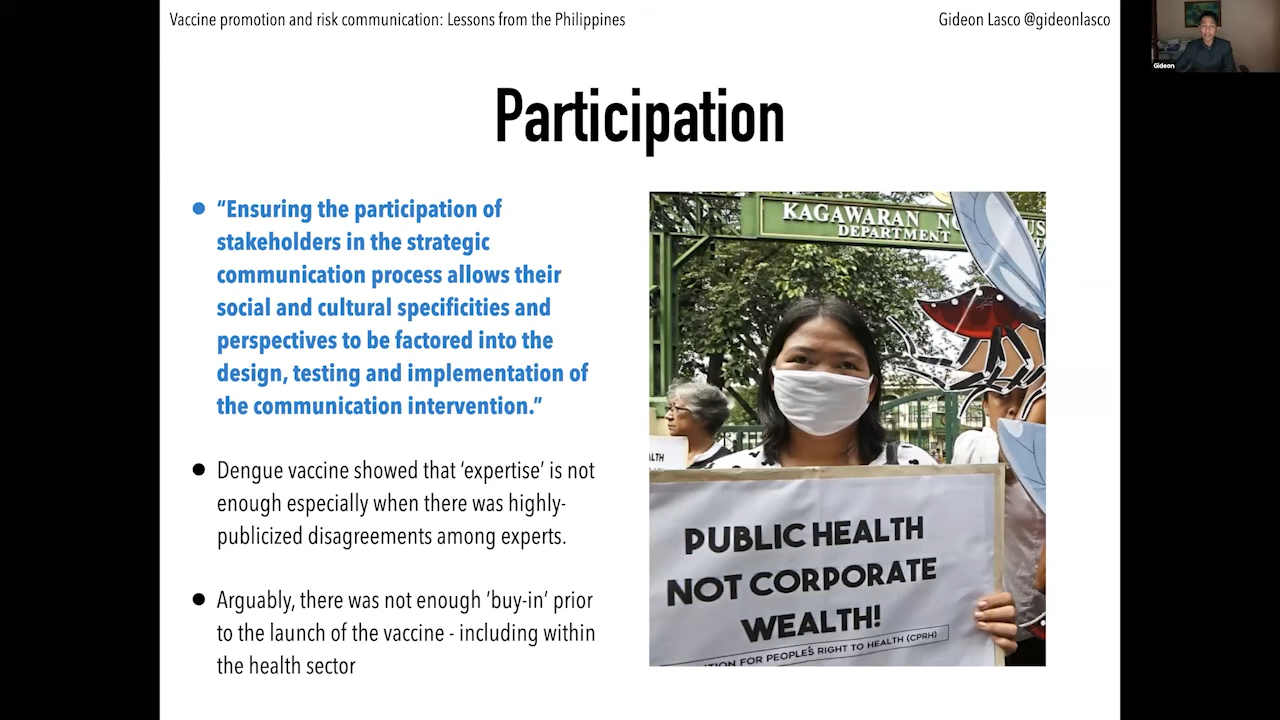 Vaccine promotion and risk communication: Lessons from the Philippines
Gideon Lasco @gideonlasco
Gideon
Participation
“Ensuring the participation of
stakeholders in the strategic
communication process allows their
social and cultural specificities and
perspectives to be factored into the
design, testing and implementation of
the communication intervention.”
Dengue vaccine showed that ‘expertise’ is not
enough especially when there was highly-
publicized disagreements among experts.
Arguably, there was not enough ‘buy-in’ prior
to the launch of the vaccine - including within
the health sector
KAGAWARAN
DEPARTMENT
PUBLIC HEALTH
NOT CORPORATE
WEALTH!
FOR PEOPLE'S RIGHT TO HEALTH (CPRH)